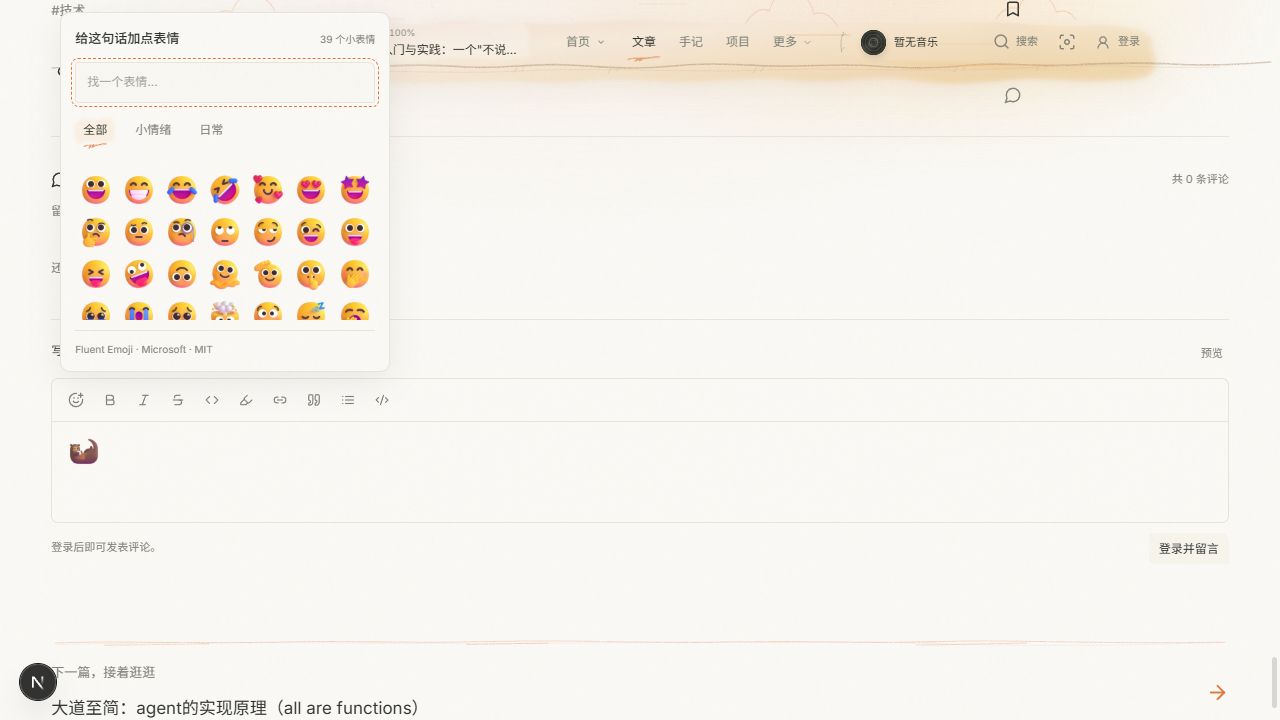 #技术
给这句话加点表情
39 个小表情
找一个表情...
全部 小情绪 日常
Fluent Emoji · Microsoft · MIT
100%
门与实践：一个"不说...
首页 文章 手记 项目 更多
暂无音乐
搜索
登录
共 0 条评论
留
还
写
预览
登录后即可发表评论。
登录并留言
下一篇，接着逛逛
大道至简：agent的实现原理（all are functions）